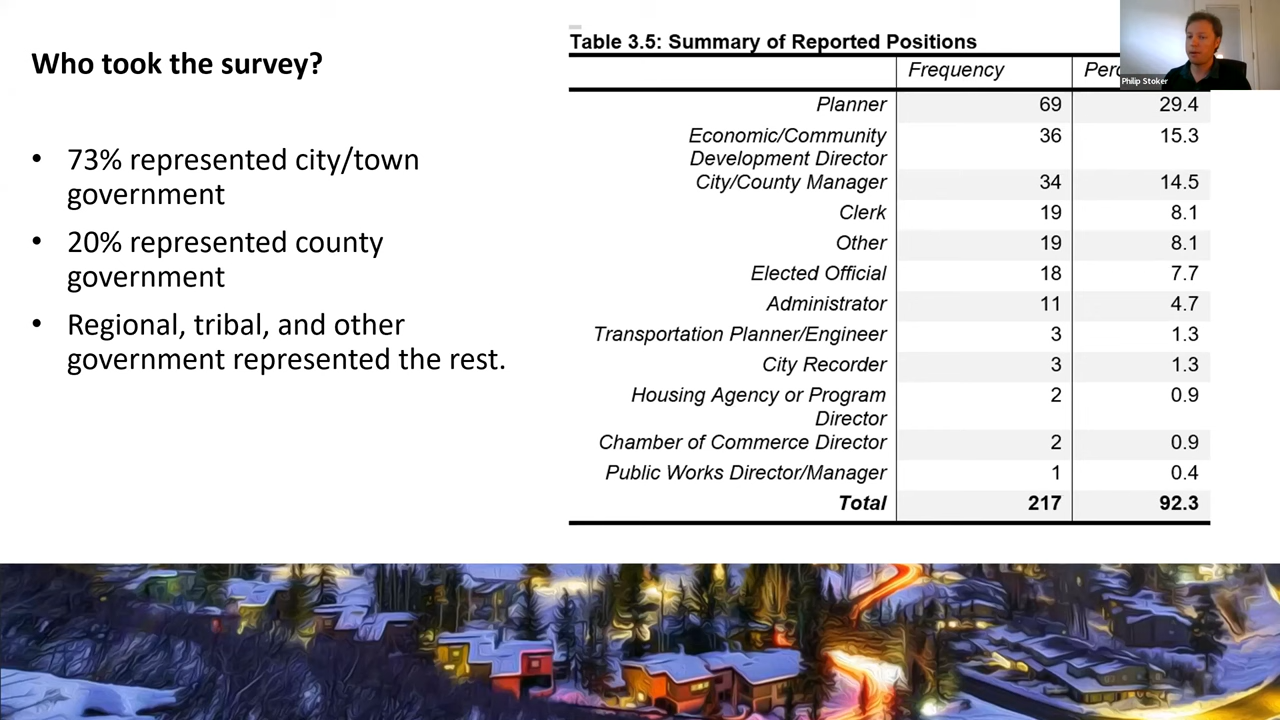 Who took the survey?
• 73% represented city/town
government
• 20% represented county
government
• Regional, tribal, and other
government represented the rest.
Table 3.5: Summary of Reported Positions
Frequency
Planner 69 29.4
Economic/Community 36 15.3
Development Director
City/County Manager 34 14.5
Clerk 19 8.1
Other 19 8.1
Elected Official 18 7.7
Administrator 11 4.7
Transportation Planner/Engineer 3 1.3
City Recorder 3 1.3
Housing Agency or Program 2 0.9
Director
Chamber of Commerce Director 2 0.9
Public Works Director/Manager 1 0.4
Total 217 92.3
Philip Stoker